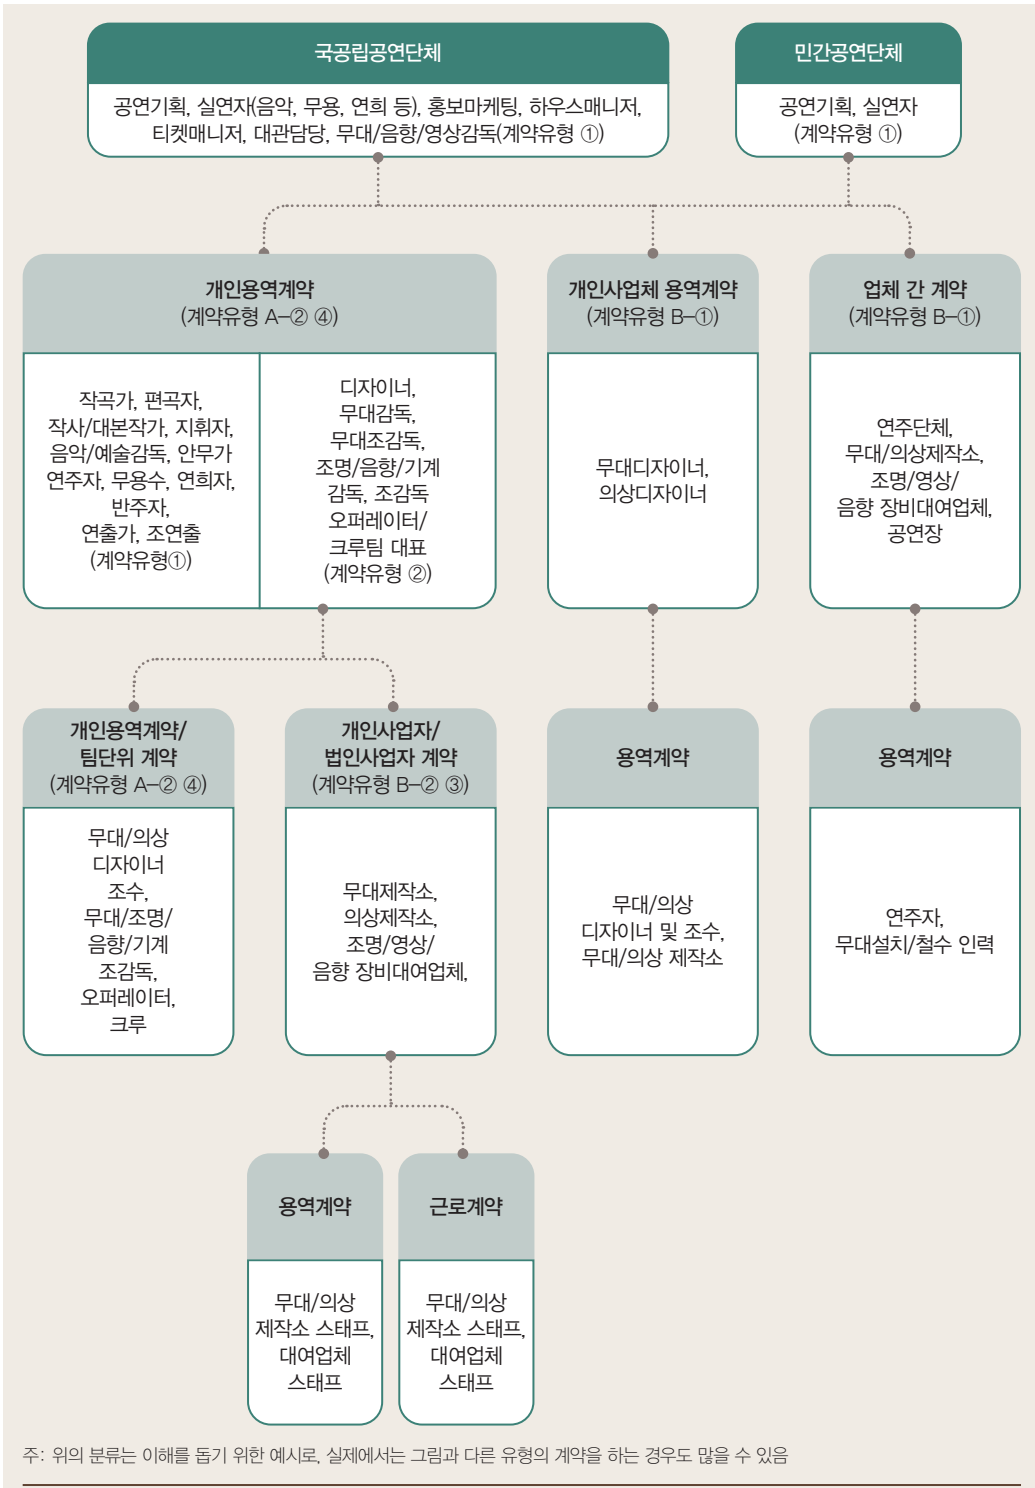 국공립공연단체
공연기획, 실연자(음악, 무용, 연희 등), 홍보마케팅, 하우스매니저,
티켓매니저, 대관담당, 무대/음향/영상감독(계약유형 ①)
민간공연단체
공연기획, 실연자
(계약유형 ①)
개인용역계약
(계약유형 A-② ④)
작곡가, 편곡자,
작사/대본작가, 지휘자,
음악/예술감독, 안무가
연주자, 무용수, 연희자,
반주자,
연출가, 조연출
(계약유형①)
디자이너,
무대감독,
무대조감독,
조명/음향/기계
감독, 조감독
오퍼레이터/
크루팀 대표
(계약유형 ②)
개인사업체 용역계약
(계약유형 B-①)
무대디자이너,
의상디자이너
업체 간 계약
(계약유형 B-①)
연주단체,
무대/의상제작소,
조명/영상/
음향 장비대여업체,
공연장
개인용역계약/
팀단위 계약
(계약유형 A-② ④)
무대/의상
디자이너
조수,
무대/조명/
음향/기계
조감독,
오퍼레이터,
크루
개인사업자/
법인사업자 계약
(계약유형 B-② ③)
무대제작소,
의상제작소,
조명/영상/
음향 장비대여업체,
용역계약
무대/의상
디자이너 및 조수,
무대/의상 제작소
용역계약
연주자,
무대설치/철수 인력
용역계약
무대/의상
제작소 스태프,
대여업체
스태프
근로계약
무대/의상
제작소 스태프,
대여업체
스태프
주: 위의 분류는 이해를 돕기 위한 예시로, 실제에서는 그림과 다른 유형의 계약을 하는 경우도 많을 수 있음